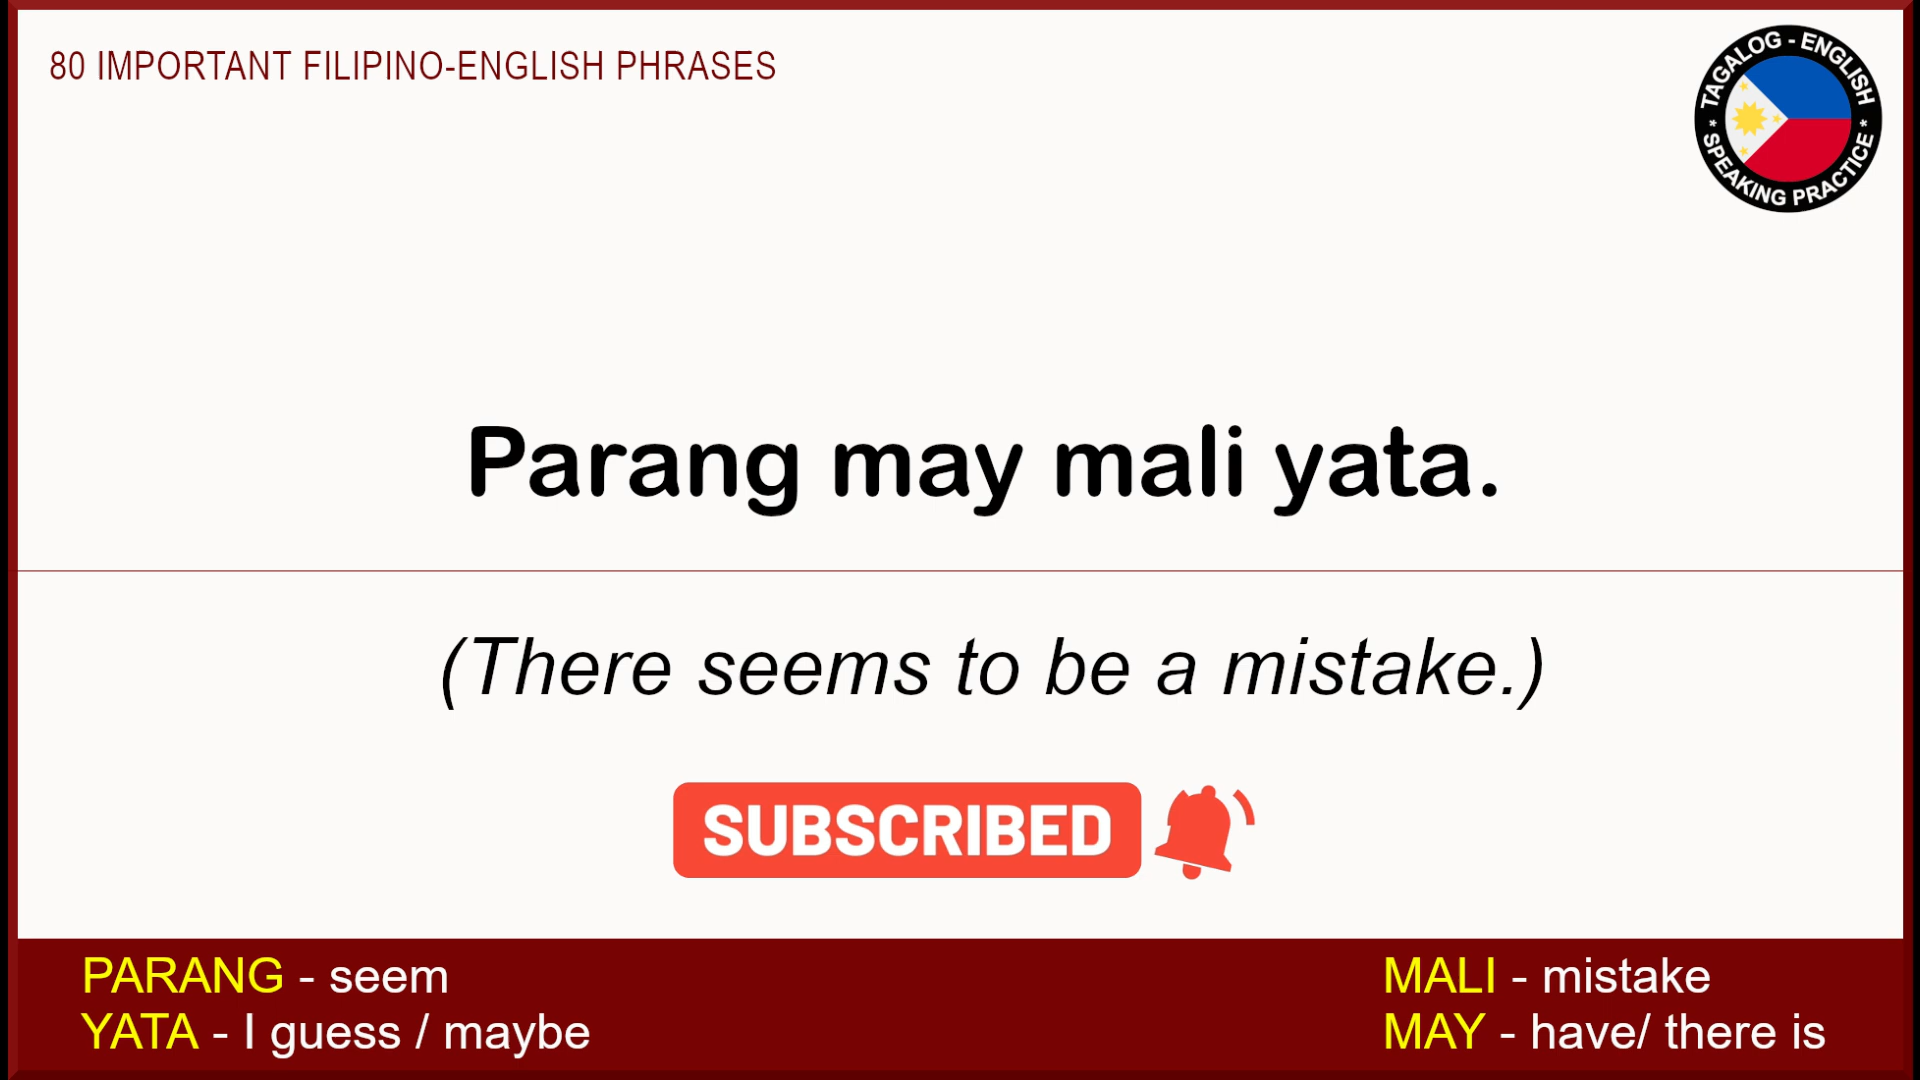 80 IMPORTANT FILIPINO-ENGLISH PHRASES
TAGALOG - ENGLISH
* SPEAKING PRACTICE *
Parang may mali yata.
(There seems to be a mistake.)
SUBSCRIBED
PARANG - seem
YATA - I guess / maybe
MALI - mistake
MAY - have/ there is